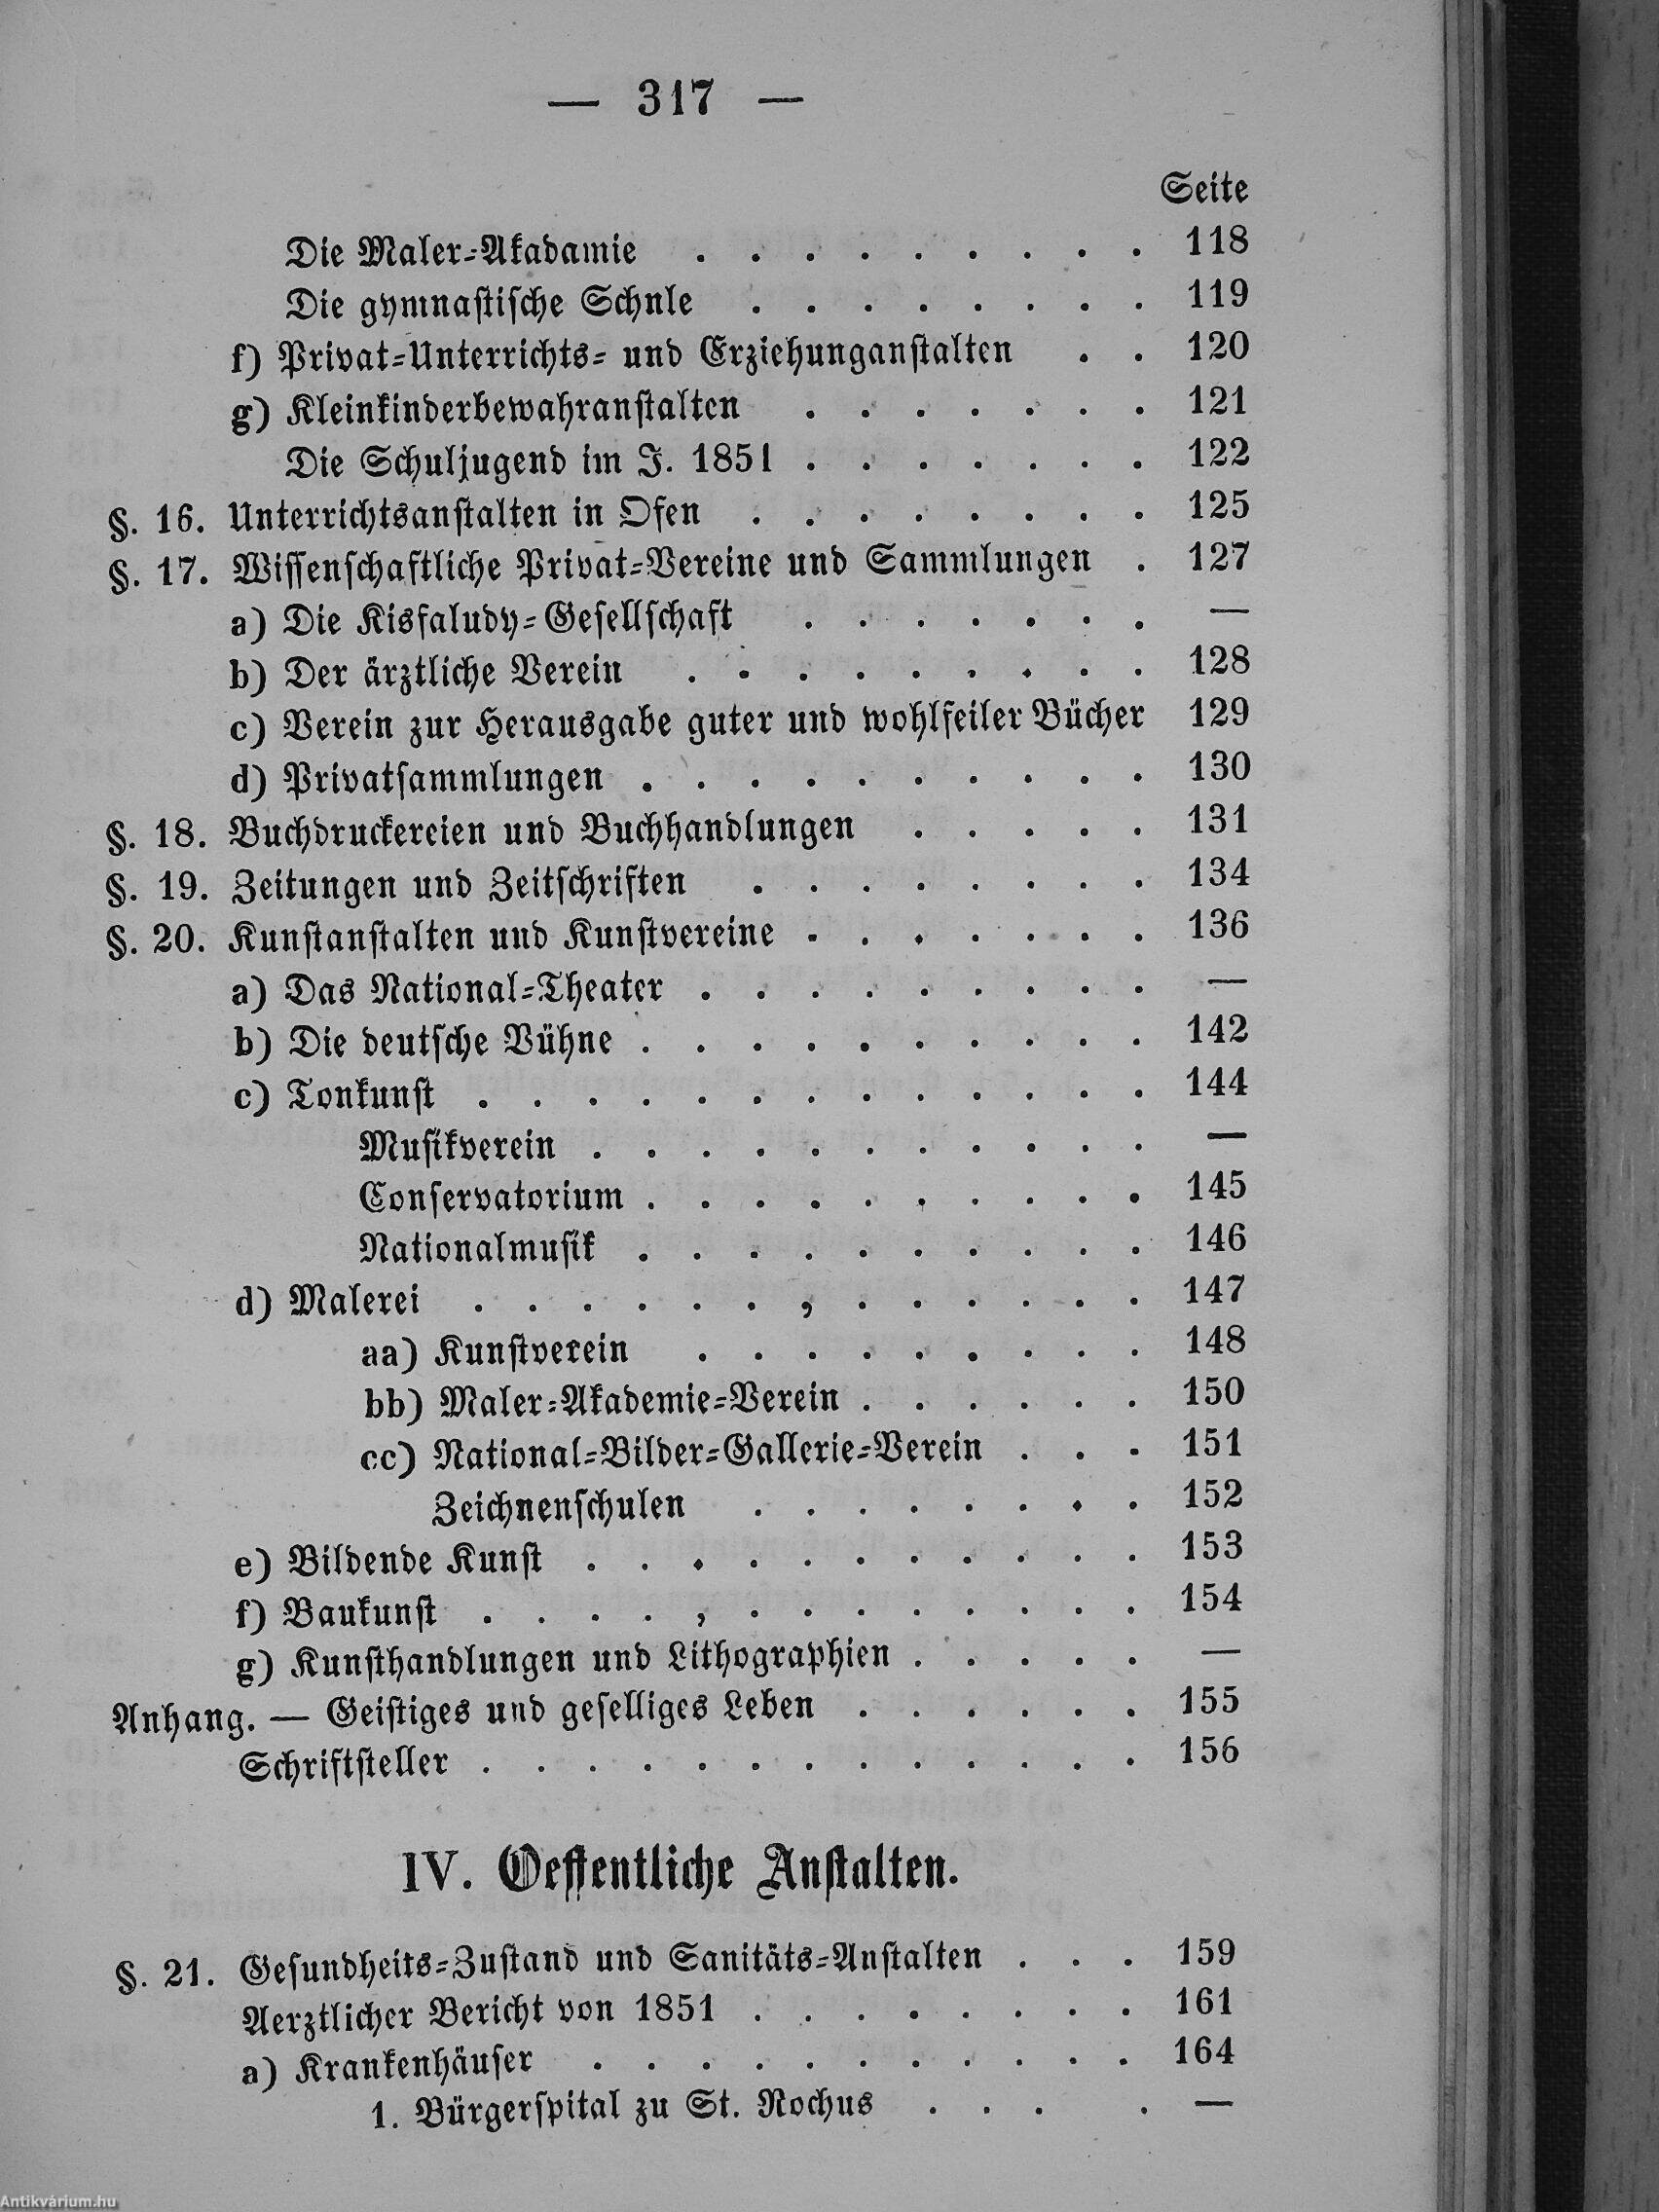 — 317 —
Seite
Die Maler-Akadamie . . . . . . . . . 118
Die gymnastische Schnle . . . . . . . . 119
f) Privat-Unterrichts- und Erziehunganstalten . . 120
g) Kleinkinderbewahranstalten . . . . . . . 121
Die Schuljugend im J. 1851 . . . . . . . 122
§. 16. Unterrichtsanstalten in Ofen . . . . . . . . 125
§. 17. Wissenschaftliche Privat-Vereine und Sammlungen . 127
a) Die Kisfaludy-Gesellschaft . . . . . . . —
b) Der ärztliche Verein . . . . . . . . . 128
c) Verein zur Herausgabe guter und wohlfeiler Bücher 129
d) Privatsammlungen . . . . . . . . . . 130
§. 18. Buchdruckereien und Buchhandlungen . . . . . 131
§. 19. Zeitungen und Zeitschriften . . . . . . . . 134
§. 20. Kunstanstalten und Kunstvereine . . . . . . . 136
a) Das National-Theater . . . . . . . . . —
b) Die deutsche Bühne . . . . . . . . . . 142
c) Tonkunst . . . . . . . . . . . . . 144
Musikverein . . . . . . . . . . . —
Conservatorium . . . . . . . . . . 145
Nationalmusik . . . . . . . . . . 146
d) Malerei . . . . . . , . . . . . . 147
aa) Kunstverein . . . . . . . . . 148
bb) Maler-Akademie-Verein . . . . . . 150
cc) National-Bilder-Gallerie-Verein . . . 151
Zeichnenschulen . . . . . . . . 152
e) Bildende Kunst . . . . . . . . . . . 153
f) Baukunst . . . . , . . . . . . . . 154
g) Kunsthandlungen und Lithographien . . . . . —
Anhang. — Geistiges und geselliges Leben . . . . . . 155
Schriftsteller . . . . . . . . . . . . . 156
IV. Oeffentliche Anstalten.
§. 21. Gesundheits-Zustand und Sanitäts-Anstalten . . . 159
Aerztlicher Bericht von 1851 . . . . . . . . 161
a) Krankenhäuser . . . . . . . . . . . 164
1. Bürgerspital zu St. Rochus . . . . —
Antikvárium.hu